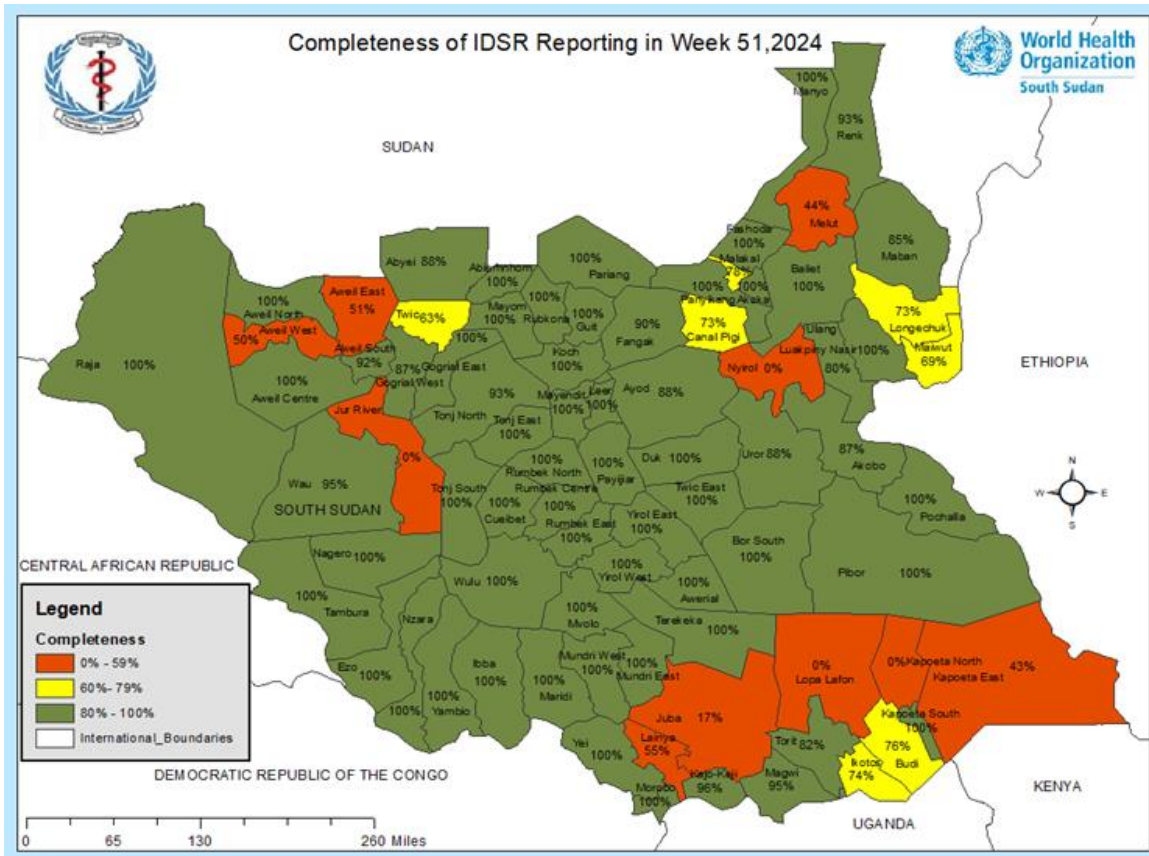 Completeness of IDSR Reporting in Week 51,2024
World Health
Organization
South Sudan
SUDAN
100%
Manyo
93%
Renk
44%
Melut
85%
Maban
Fashoda
100%
Malakal
78%
Baliet
100%
100%
Panyikang
100%
Akoka
73%
Canal Pigi
73%
Longechuk
Maiwut
69%
ETHIOPIA
Abyei 88%
Abiemnhom
100%
100%
Pariang
100%
Aweil North
Aweil East
51%
50%
Aweil West
Twic 63%
Mayom
100%
100%
Rubkona
100%
Guit
90%
Fangak
Nyirol 0%
Ulang
Luakpiny Nasir
100%
80%
Raja 100%
Aweil South
92%
87%
Gogrial West
100%
Gogrial East
Koch
100%
100%
Aweil Centre
93%
Tonj North
Mayendit
100%
Leer
100%
Ayod
88%
Jur River
0%
Tonj East
100%
Duk 100%
Uror 88%
87%
Akobo
Wau 95%
SOUTH SUDAN
Tonj South
100%
100%
Rumbek North
Rumbek Centre
100%
100%
Payijiar
Twic East
100%
100%
Cueibet
100%
Rumbek East
100%
Yirol East
100%
100%
Pochalla
Bor South
100%
Nagero
100%
Wulu 100%
100%
Yirol West
100%
Awerial
Pibor 100%
CENTRAL AFRICAN REPUBLIC
100%
Tambura
Nzara
100%
Mvolo
Terekeka
100%
Ezo
100%
100%
100%
Yambio
Ibba
100%
100%
Maridi
Mundri West
100%
100%
Mundri East
Juba 17%
Lainya
55%
Yei
100%
Morobo
100%
Kajo-Keji
96%
Magwi
95%
Torit
82%
0%
Lopa Lafon
0%
Kapoeta North
43%
Kapoeta East
Kapoeta South
100%
76%
Budi
Ikotos
74%
N
W E
S
Legend
Completeness
0% - 59%
60%- 79%
80% - 100%
International_Boundaries
DEMOCRATIC REPUBLIC OF THE CONGO
KENYA
UGANDA
0 65 130 260 Miles